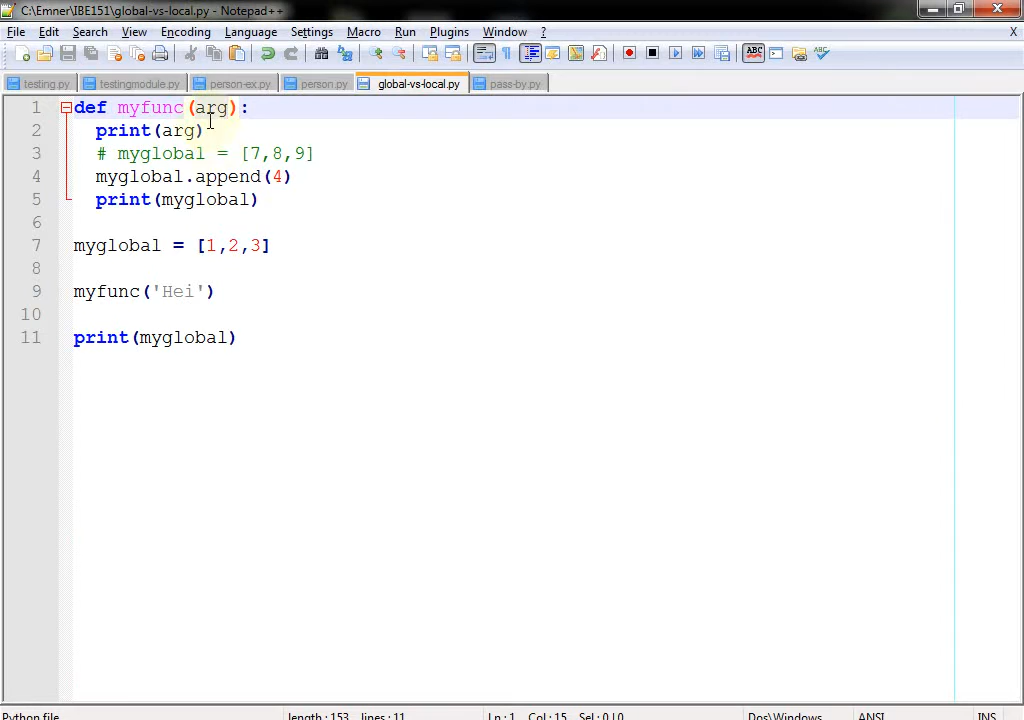 C:\Emner\IBE151\global-vs-local.py - Notepad++
File Edit Search View Encoding Language Settings Macro Run Plugins Window ? X
testing.py testingmodule.py person-ex.py person.py global-vs-local.py pass-by.py
1 def myfunc(arg):
2 print(arg)
3 # myglobal = [7,8,9]
4 myglobal.append(4)
5 print(myglobal)
6
7 myglobal = [1,2,3]
8
9 myfunc('Hei')
10
11 print(myglobal)
Python file length : 153 lines : 11 Ln : 1 Col : 15 Sel : 0 | 0 Dos\Windows ANSI INS